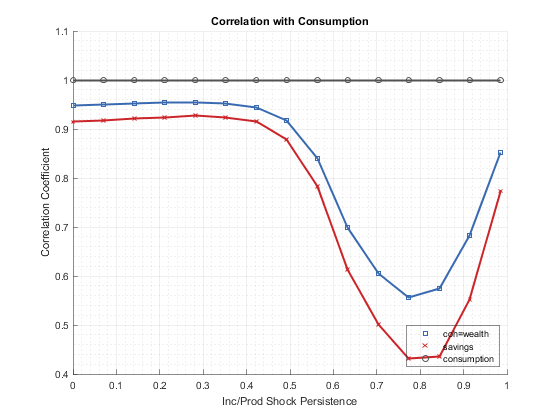 Correlation with Consumption
1.1
1
0.9
0.8
0.7
0.6
0.5
0.4
Correlation Coefficient
coh=wealth
savings
consumption
0 0.1 0.2 0.3 0.4 0.5 0.6 0.7 0.8 0.9 1
Inc/Prod Shock Persistence